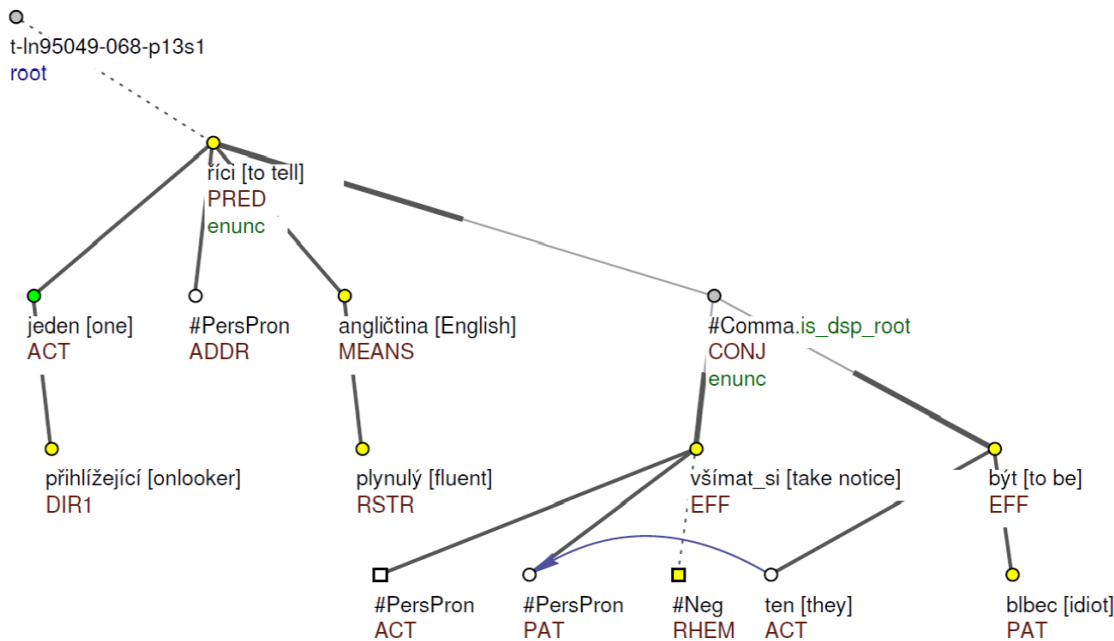 t-ln95049-068-p13s1
root
říci [to tell]
PRED
enunc
jeden [one]
ACT
#PersPron
ADDR
angličtina [English]
MEANS
#Comma.is_dsp_root
CONJ
enunc
přihlížející [onlooker]
DIR1
plynulý [fluent]
RSTR
všímat_si [take notice]
EFF
být [to be]
EFF
#PersPron
ACT
#PersPron
PAT
#Neg
RHEM
ten [they]
ACT
blbec [idiot]
PAT